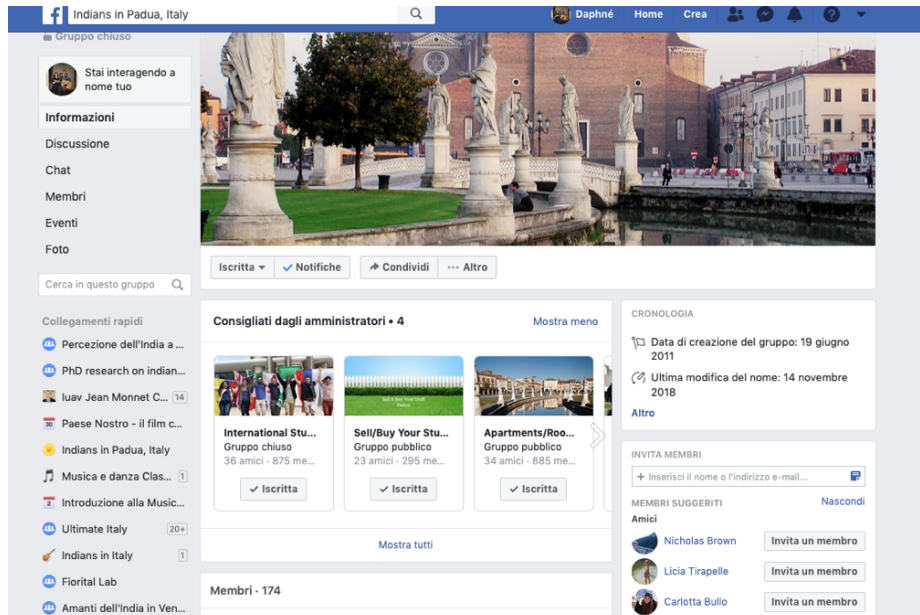 Indians in Padua, Italy
Daphné Home Crea
Gruppo chiuso
Stai interagendo a
nome tuo
Informazioni
Discussione
Chat
Membri
Eventi
Foto
Cerca in questo gruppo
Collegamenti rapidi
Percezione dell'India a ...
PhD research on indian...
Iuav Jean Monnet C... 14
Paese Nostro - il film c...
Indians in Padua, Italy
Musica e danza Clas... 1
Introduzione alla Music...
Ultimate Italy 20+
Indians in Italy 1
Fiorital Lab
Amanti dell'India in Ven...
Iscritta Notifiche Condividi ··· Altro
Consigliati dagli amministratori • 4 Mostra meno
International Stu...
Gruppo chiuso
36 amici · 875 me...
Iscritta
Sell/Buy Your Stu...
Gruppo pubblico
23 amici · 295 me...
Iscritta
Apartments/Roo...
Gruppo pubblico
34 amici · 885 me...
Iscritta
Mostra tutti
Membri · 174
CRONOLOGIA
Data di creazione del gruppo: 19 giugno
2011
Ultima modifica del nome: 14 novembre
2018
Altro
INVITA MEMBRI
+ Inserisci il nome o l'indirizzo e-mail...
MEMBRI SUGGERITI Nascondi
Amici
Nicholas Brown Invita un membro
Licia Tirapelle Invita un membro
Carlotta Bullo Invita un membro